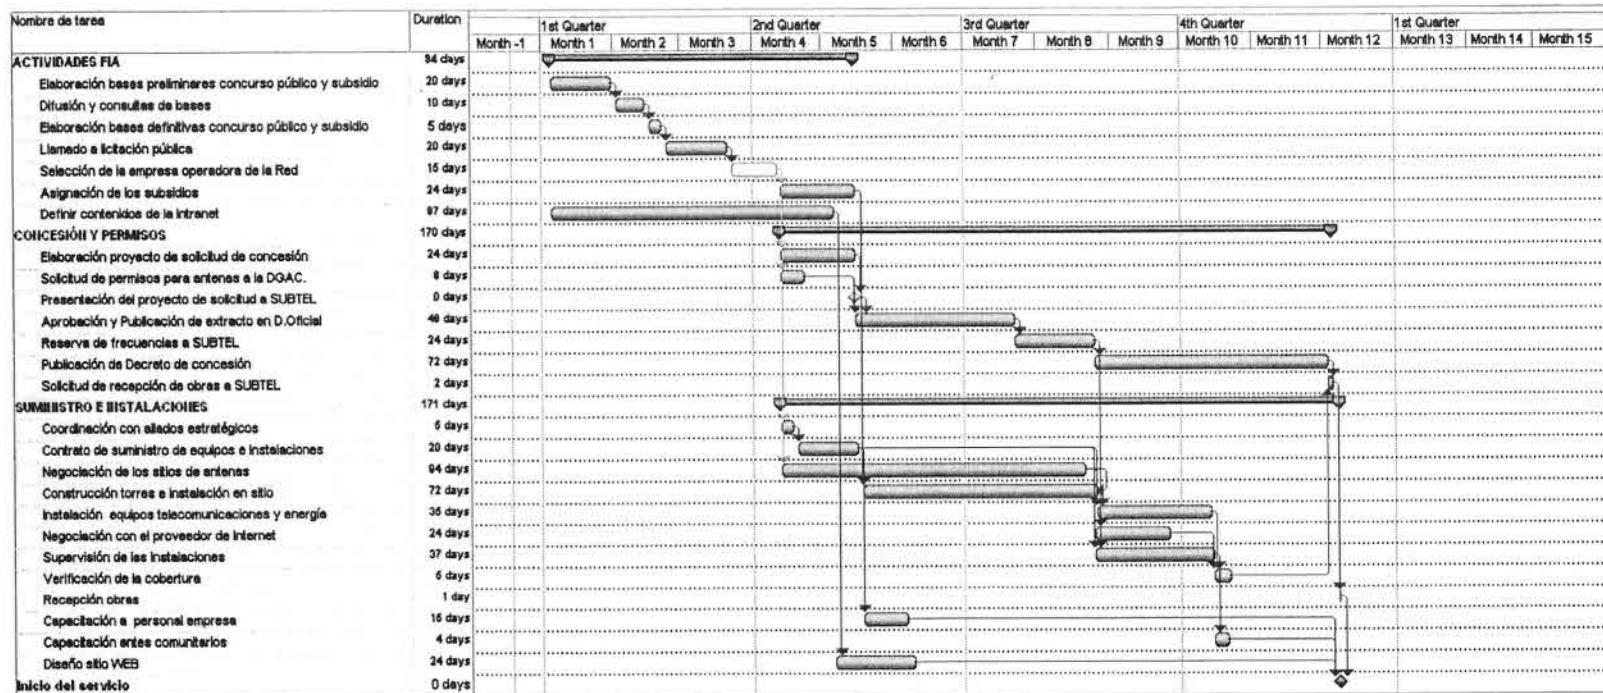 Nombre de tarea Duration 1st Quarter 2nd Quarter 3rd Quarter 4th Quarter 1st Quarter
Month -1 Month 1 Month 2 Month 3 Month 4 Month 5 Month 6 Month 7 Month 8 Month 9 Month 10 Month 11 Month 12 Month 13 Month 14 Month 15
ACTIVIDADES FIA 94 days
Elaboración bases preliminares concurso público y subsidio 20 days
Difusión y consultas de bases 10 days
Elaboración bases definitivas concurso público y subsidio 5 days
Llamado a licitación pública 20 days
Selección de la empresa operadora de la Red 15 days
Asignación de los subsidios 24 days
Definir contenidos de la intranet 87 days
CONCESIÓN Y PERMISOS 170 days
Elaboración proyecto de solicitud de concesión 24 days
Solicitud de permisos para antenas a la DGAC. 8 days
Presentación del proyecto de solicitud a SUBTEL 0 days
Aprobación y Publicación de extracto en D.Oficial 48 days
Reserva de frecuencias a SUBTEL 24 days
Publicación de Decreto de concesión 72 days
Solicitud de recepción de obras a SUBTEL 2 days
SUMINISTRO E INSTALACIONES 171 days
Coordinación con aliados estratégicos 5 days
Contrato de suministro de equipos e instalaciones 20 days
Negociación de los sitios de antenas 94 days
Construcción torres e instalación en sitio 72 days
Instalación equipos telecomunicaciones y energía 35 days
Negociación con el proveedor de Internet 24 days
Supervisión de las instalaciones 37 days
Verificación de la cobertura 5 days
Recepción obras 1 day
Capacitación a personal empresa 15 days
Capacitación entes comunitarios 4 days
Diseño sitio WEB 24 days
Inicio del servicio 0 days